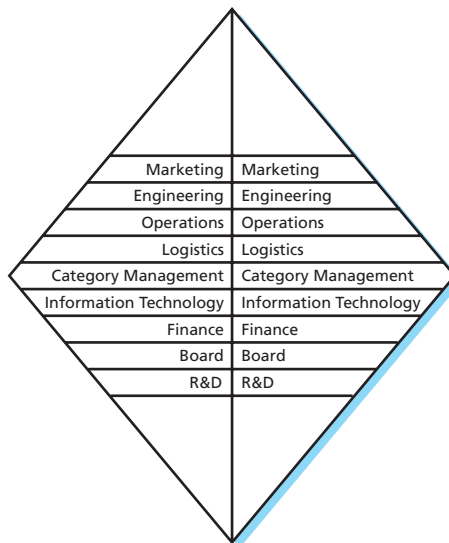 Marketing Marketing
Engineering Engineering
Operations Operations
Logistics Logistics
Category Management Category Management
Information Technology Information Technology
Finance Finance
Board Board
R&D R&D